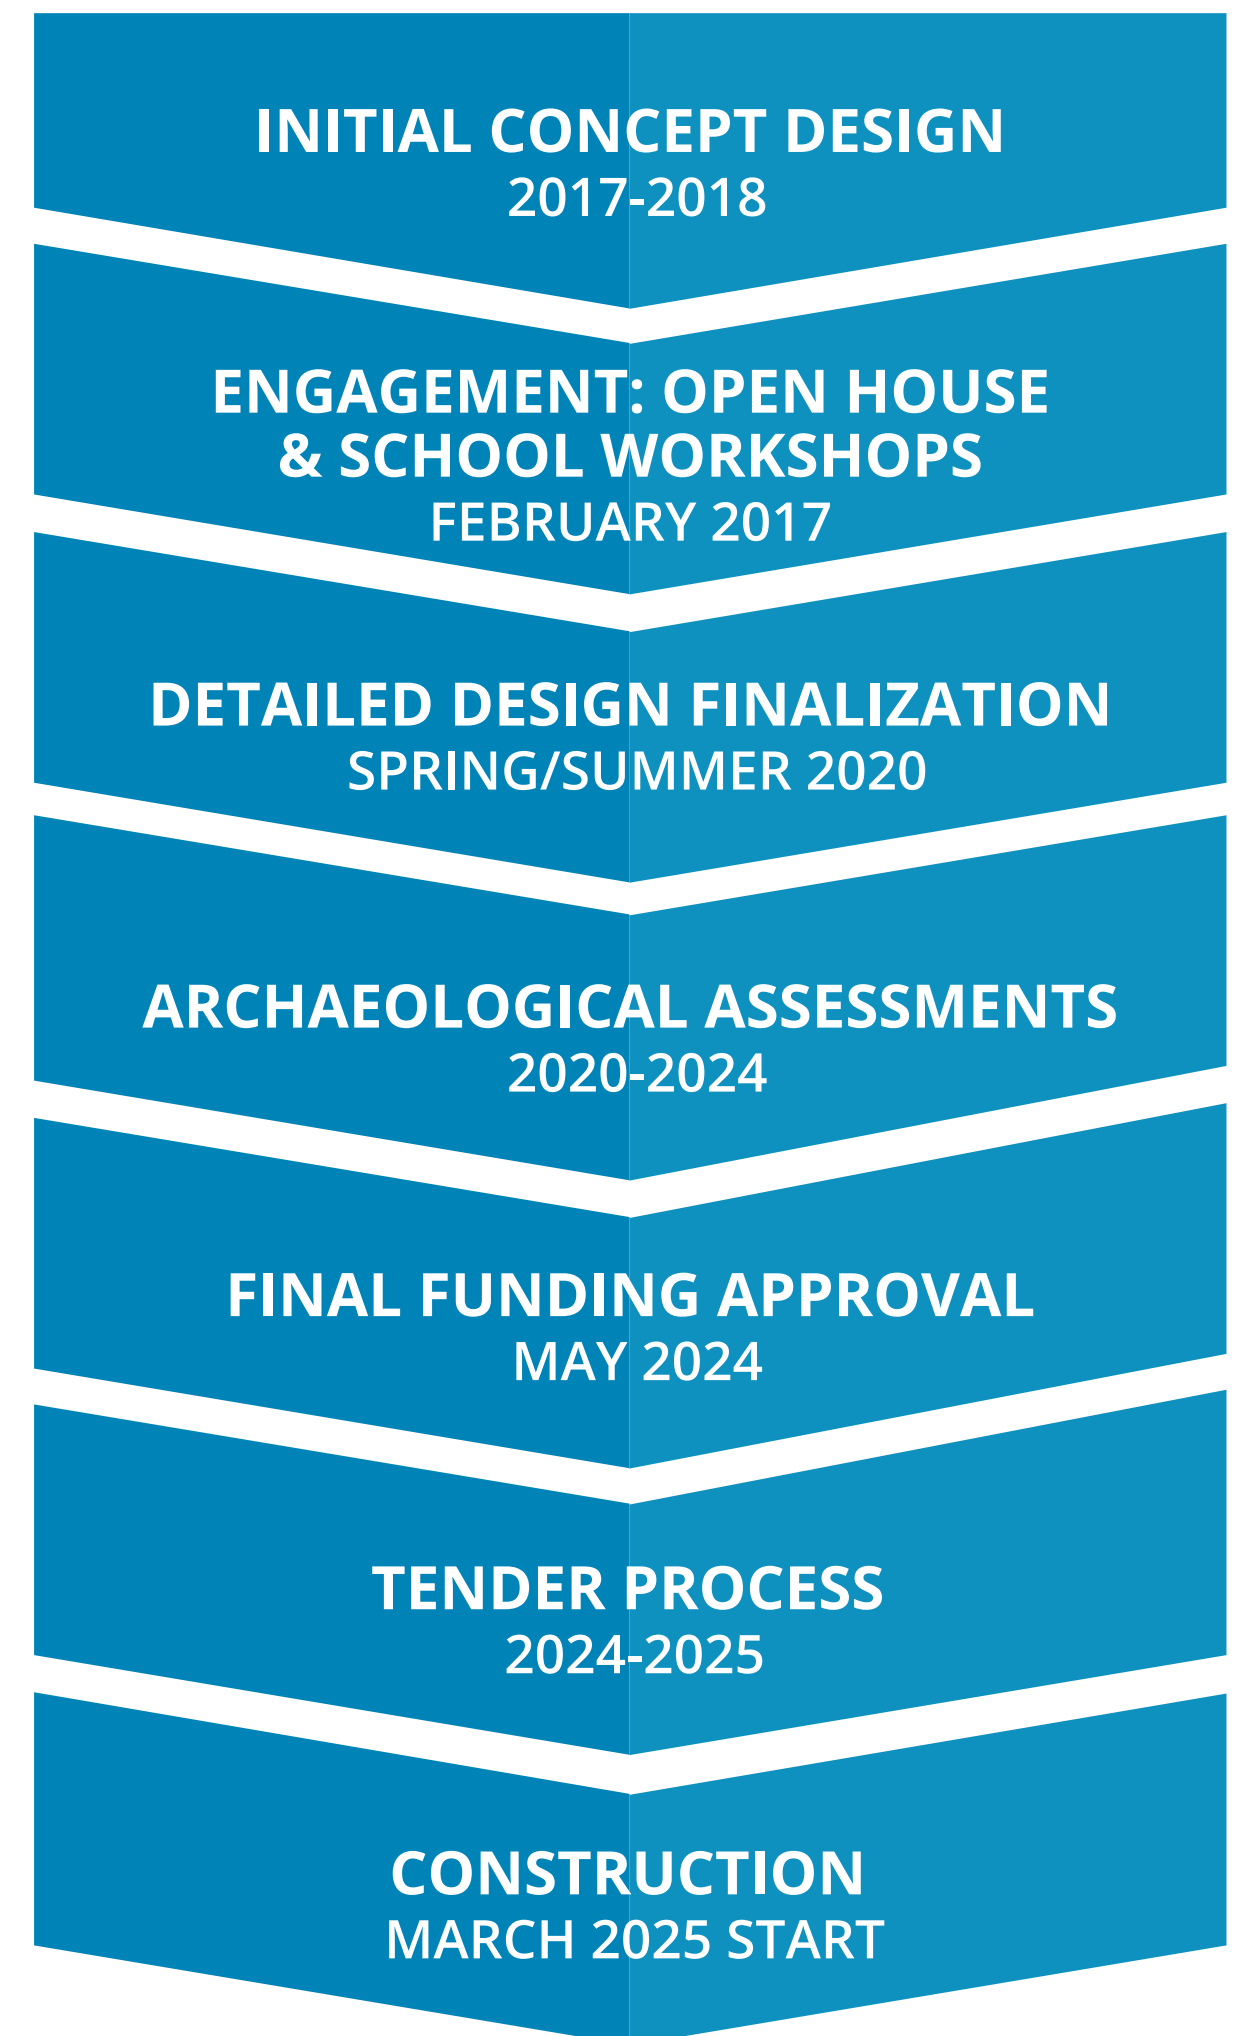 INITIAL CONCEPT DESIGN
2017-2018
ENGAGEMENT: OPEN HOUSE
& SCHOOL WORKSHOPS
FEBRUARY 2017
DETAILED DESIGN FINALIZATION
SPRING/SUMMER 2020
ARCHAEOLOGICAL ASSESSMENTS
2020-2024
FINAL FUNDING APPROVAL
MAY 2024
TENDER PROCESS
2024-2025
CONSTRUCTION
MARCH 2025 START